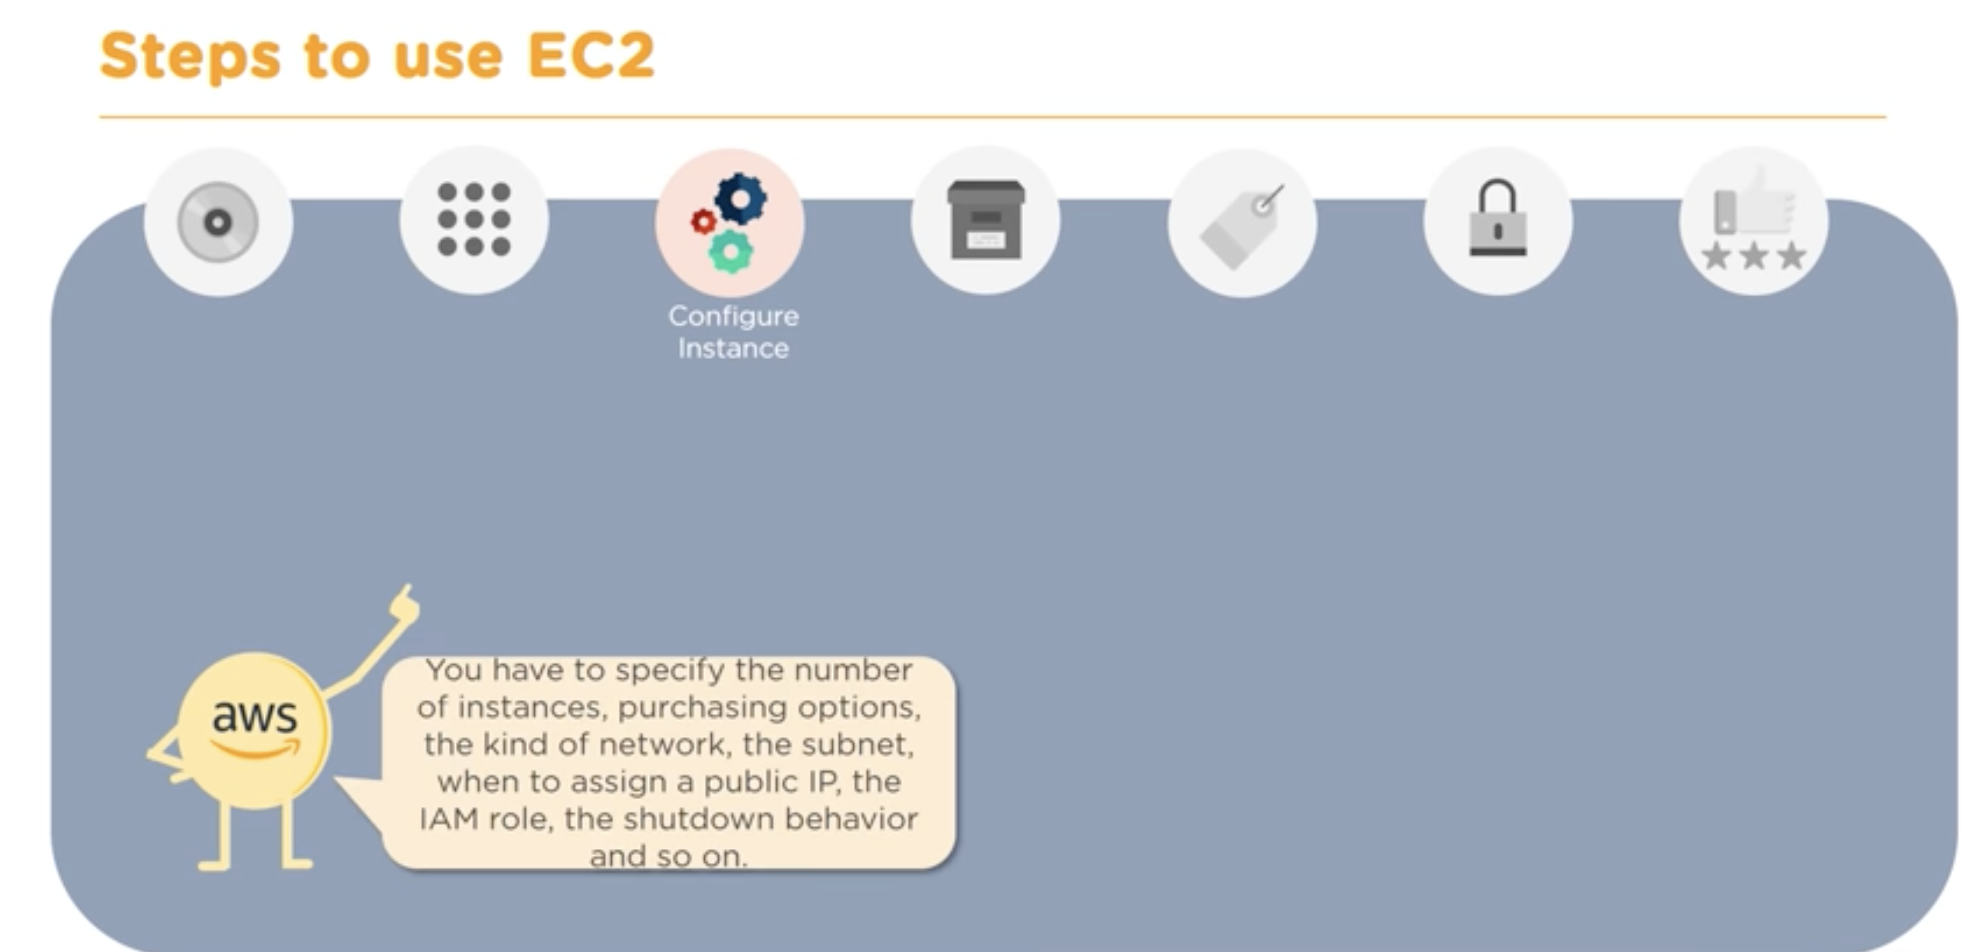 Steps to use EC2
Configure
Instance
aws
You have to specify the number
of instances, purchasing options,
the kind of network, the subnet,
when to assign a public IP, the
IAM role, the shutdown behavior
and so on.